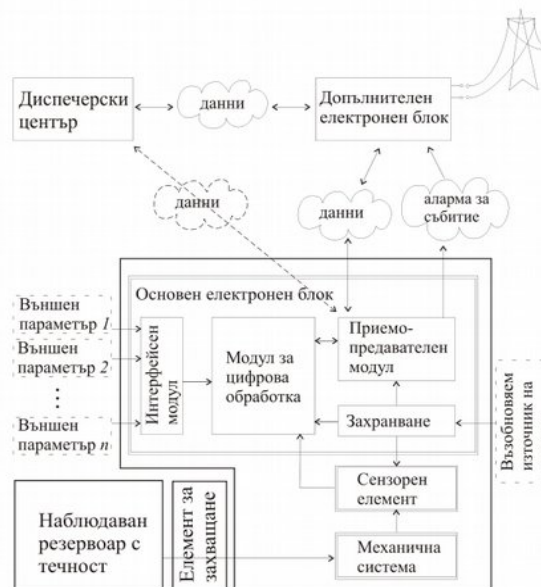 Диспечерски
център
данни
Допълнителен
електронен блок
данни
данни
аларма за
събитие
Основен електронен блок
Външен
параметър 1
Външен
параметър 2
Външен
параметър n
Интерфейсен
модул
Модул за
цифрова
обработка
Приемо-
предавателен
модул
Захранване
Възобновяем
източник на
Сензорен
елемент
Механична
система
Наблюдаван
резервоар с
течност
Елемент за
захващане